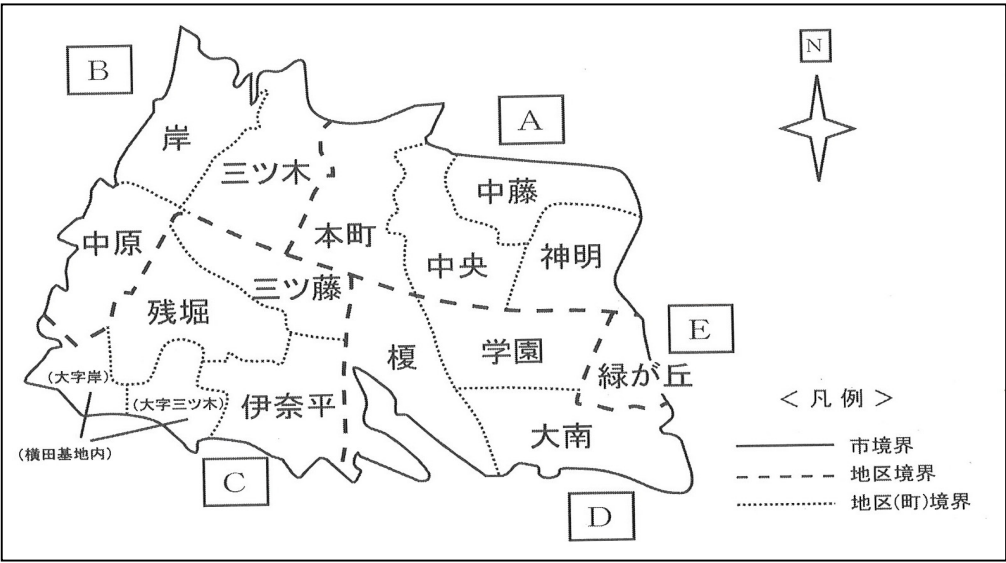 B
N
A
岸
三ツ木
中藤
本町
中原
中央
神明
三ツ藤
残堀
E
学園
榎
緑が丘
(大字岸)
(大字三ツ木)
伊奈平
<凡例>
大南
市境界
(横田基地内)
地区境界
C
地区(町)境界
D